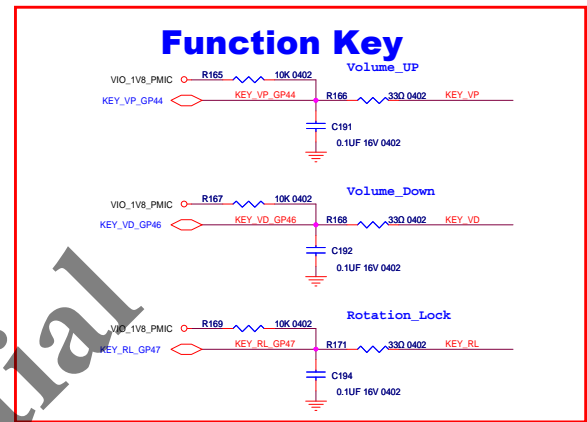 Function Key
Volume_UP
VIO_1V8_PMIC R165 10K 0402
KEY_VP_GP44 KEY_VP_GP44 R166 33Ω 0402 KEY_VP
C191
0.1UF 16V 0402
Volume_Down
VIO_1V8_PMIC R167 10K 0402
KEY_VD_GP46 KEY_VD_GP46 R168 33Ω 0402 KEY_VD
C192
0.1UF 16V 0402
Rotation_Lock
VIO_1V8_PMIC R169 10K 0402
KEY_RL_GP47 KEY_RL_GP47 R171 33Ω 0402 KEY_RL
C194
0.1UF 16V 0402
tial